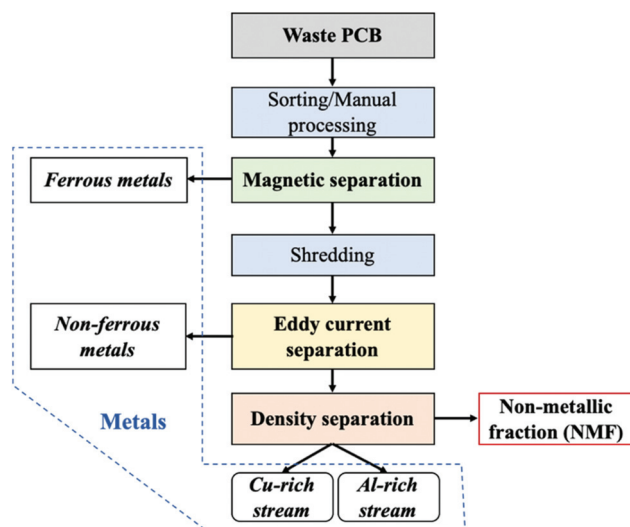 Waste PCB
Sorting/Manual
processing
Ferrous metals
Magnetic separation
Shredding
Non-ferrous
metals
Eddy current
separation
Metals
Density separation
Non-metallic
fraction (NMF)
Cu-rich
stream
Al-rich
stream